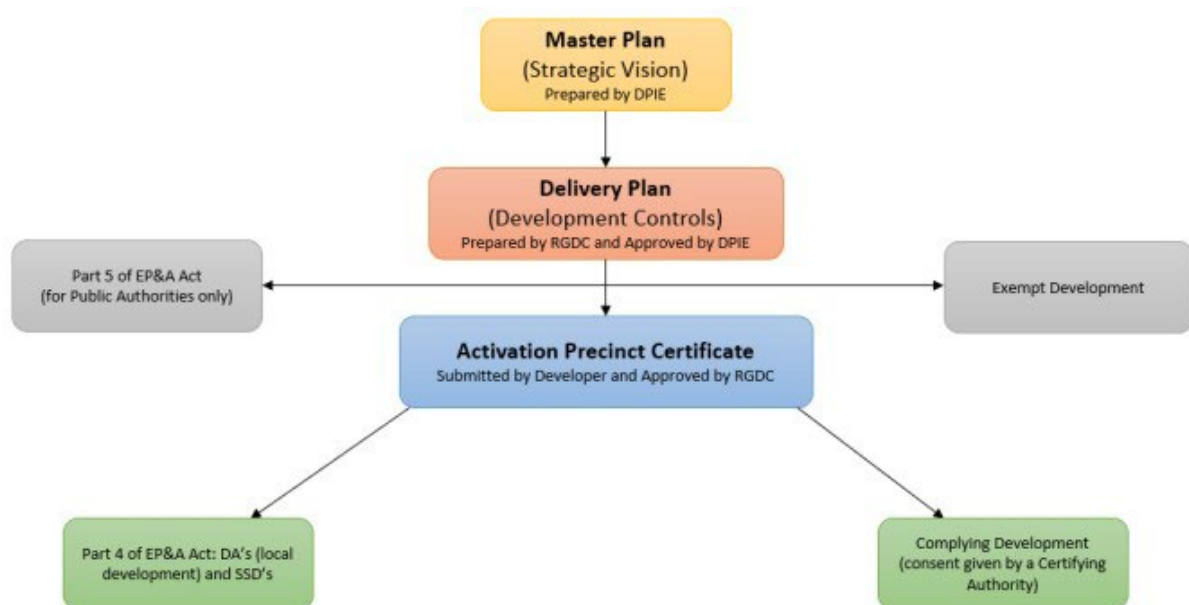 Master Plan
(Strategic Vision)
Prepared by DPIE
Delivery Plan
(Development Controls)
Prepared by RGDC and Approved by DPIE
Part 5 of EP&A Act
(for Public Authorities only)
Exempt Development
Activation Precinct Certificate
Submitted by Developer and Approved by RGDC
Part 4 of EP&A Act: DA's (local
development) and SSD's
Complying Development
(consent given by a Certifying
Authority)